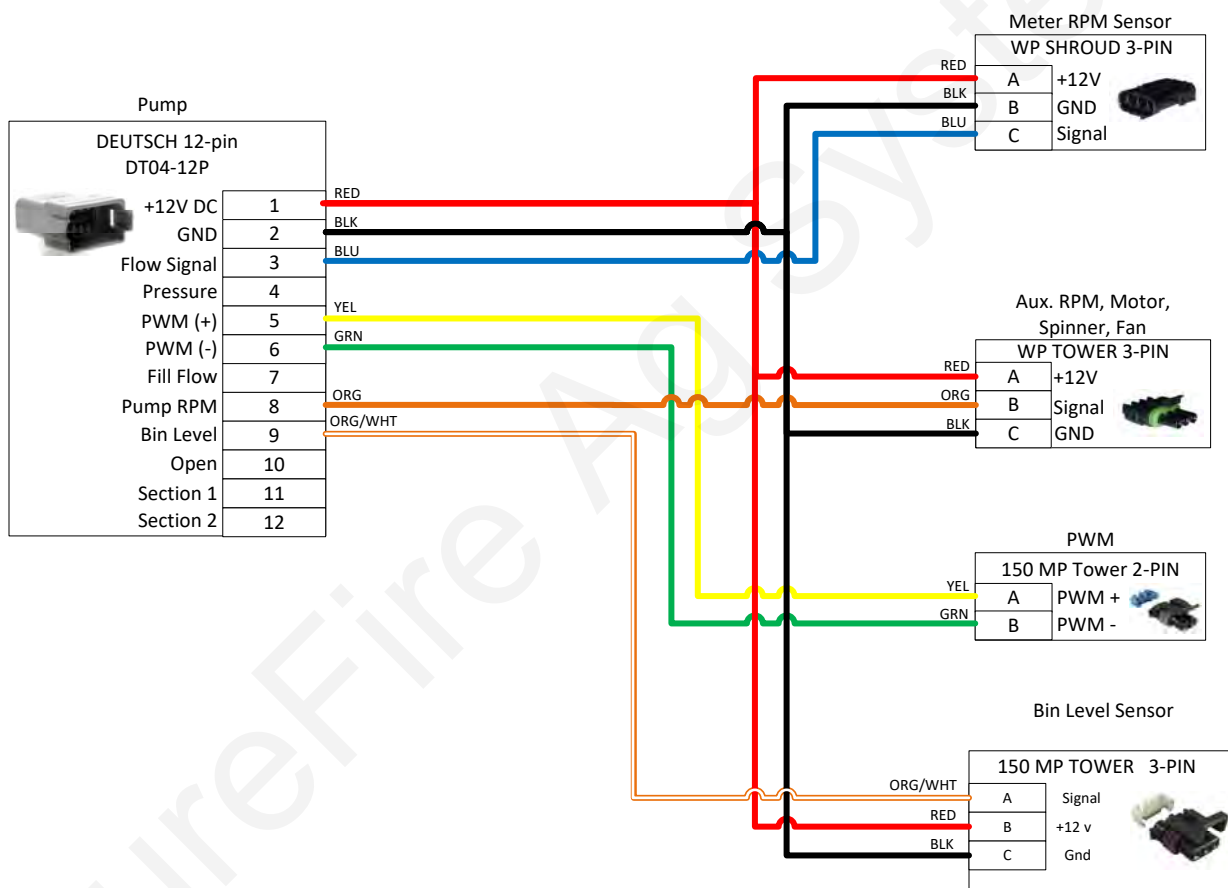 Pump
DEUTSCH 12-pin
DT04-12P
+12V DC 1 RED
GND 2 BLK
Flow Signal 3 BLU
Pressure 4
PWM (+) 5 YEL
PWM (-) 6 GRN
Fill Flow 7
Pump RPM 8 ORG
Bin Level 9 ORG/WHT
Open 10
Section 1 11
Section 2 12
Meter RPM Sensor
WP SHROUD 3-PIN
RED A +12V
BLK B GND
BLU C Signal
Aux. RPM, Motor,
Spinner, Fan
WP TOWER 3-PIN
RED A +12V
ORG B Signal
BLK C GND
PWM
150 MP Tower 2-PIN
YEL A PWM +
GRN B PWM -
Bin Level Sensor
150 MP TOWER 3-PIN
ORG/WHT A Signal
RED B +12 v
BLK C Gnd
ureFire Ag Syste